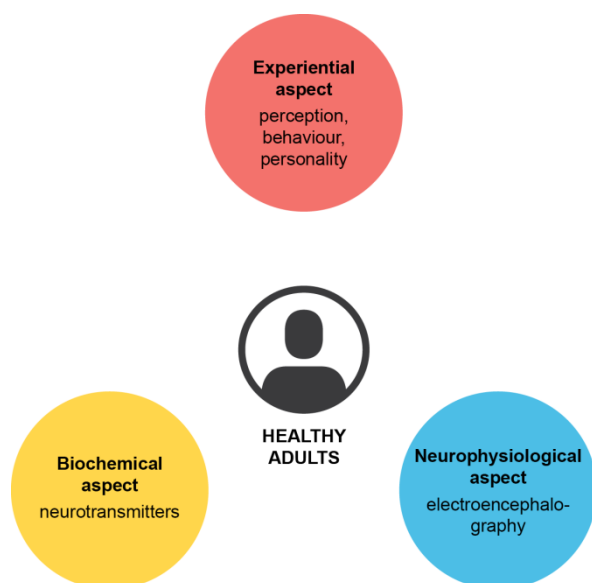 Experiential
aspect
perception,
behaviour,
personality
HEALTHY
ADULTS
Biochemical
aspect
neurotransmitters
Neurophysiological
aspect
electroencephalo-
graphy